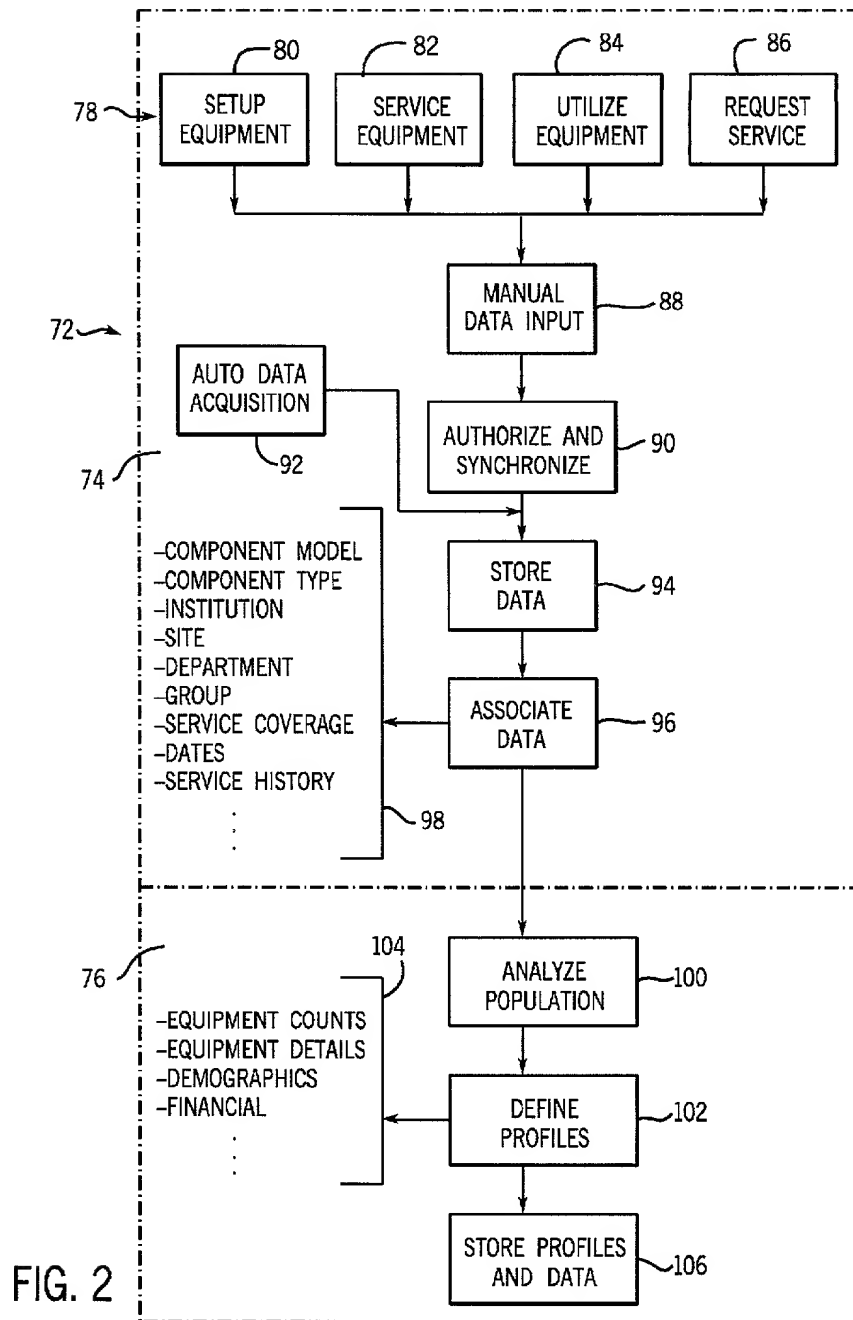 80
82
84
86
78
SETUP
EQUIPMENT
SERVICE
EQUIPMENT
UTILIZE
EQUIPMENT
REQUEST
SERVICE
MANUAL
DATA INPUT
88
72
AUTO DATA
ACQUISITION
92
AUTHORIZE AND
SYNCHRONIZE
90
74
-COMPONENT MODEL
-COMPONENT TYPE
-INSTITUTION
-SITE
-DEPARTMENT
-GROUP
-SERVICE COVERAGE
-DATES
-SERVICE HISTORY
.
.
.
98
STORE
DATA
94
ASSOCIATE
DATA
96
76
104
ANALYZE
POPULATION
100
-EQUIPMENT COUNTS
-EQUIPMENT DETAILS
-DEMOGRAPHICS
-FINANCIAL
.
.
.
DEFINE
PROFILES
102
STORE PROFILES
AND DATA
106
FIG. 2